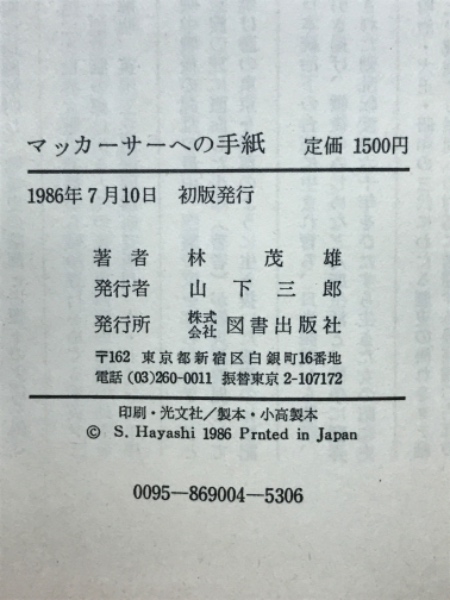 マッカーサーへの手紙　定価 1500円
1986年7月10日　初版発行
著者　林茂雄
発行者　山下三郎
発行所　株式会社 図書出版社
〒162 東京都新宿区白銀町16番地
電話 (03)260-0011 振替東京 2-107172
印刷・光文社／製本・小高製本
© S. Hayashi 1986 Prnted in Japan
0095―869004―5306